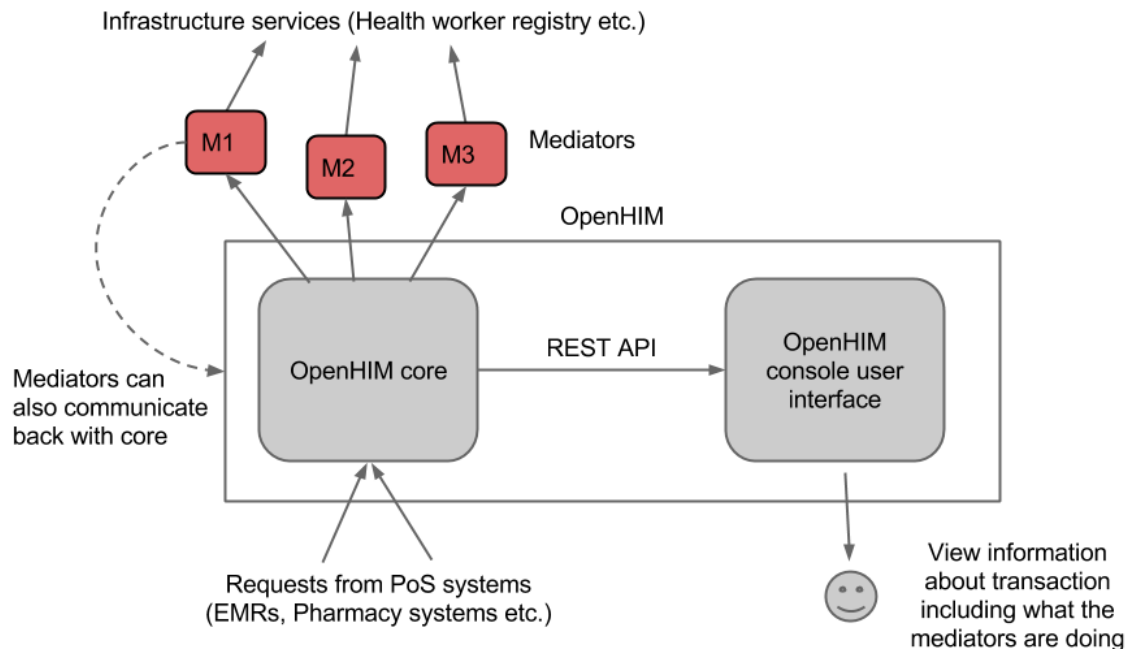 Infrastructure services (Health worker registry etc.)
M1
M2
M3
Mediators
OpenHIM
OpenHIM core
REST API
OpenHIM
console user
interface
Mediators can
also communicate
back with core
Requests from PoS systems
(EMRs, Pharmacy systems etc.)
View information
about transaction
including what the
mediators are doing